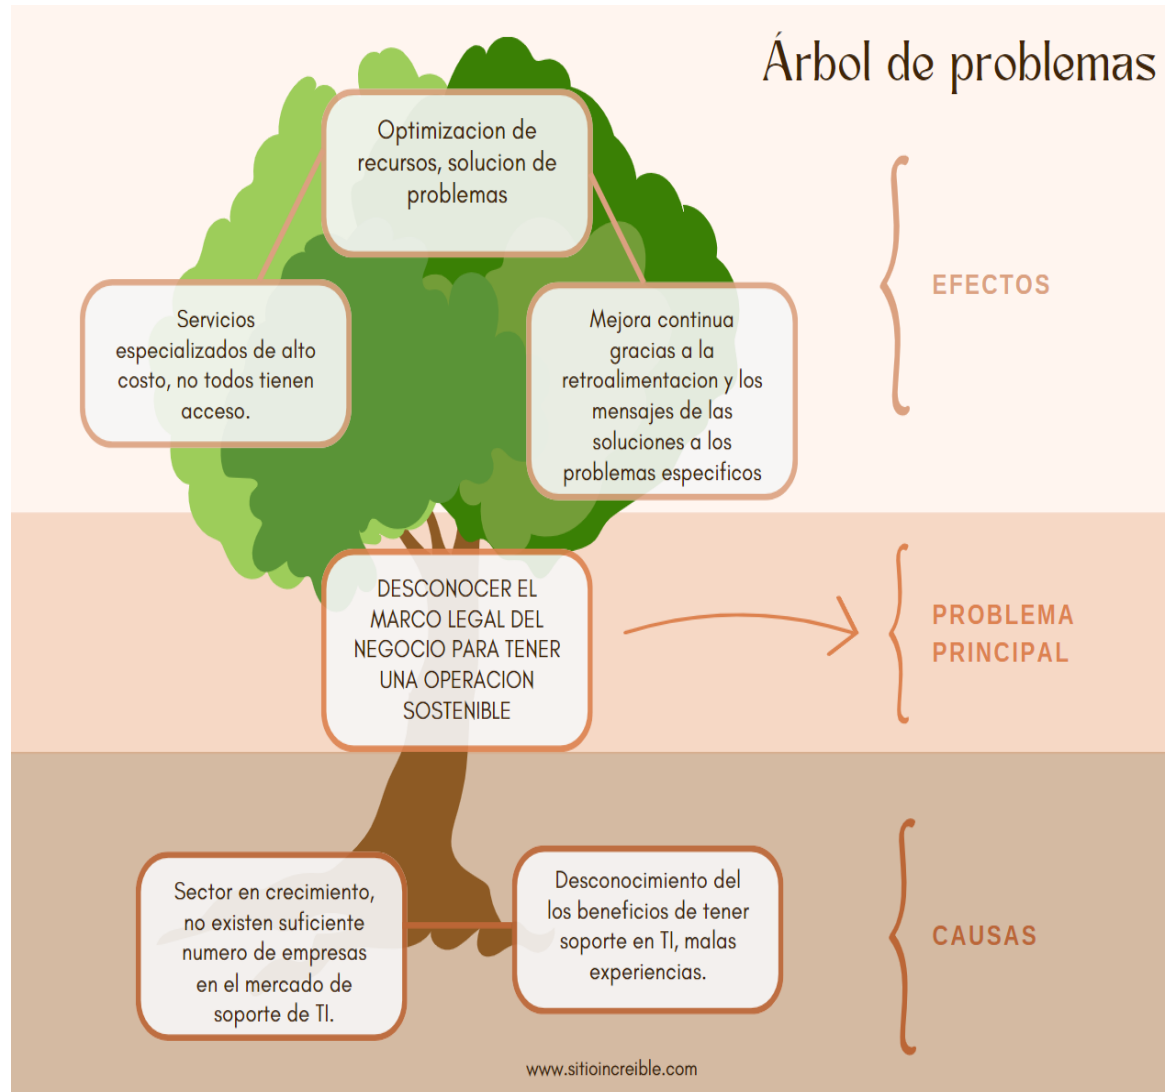 Árbol de problemas
Optimizacion de
recursos, solucion de
problemas
Servicios
especializados de alto
costo, no todos tienen
acceso.
Mejora continua
gracias a la
retroalimentacion y los
mensajes de las
soluciones a los
problemas especificos
EFECTOS
DESCONOCER EL
MARCO LEGAL DEL
NEGOCIO PARA TENER
UNA OPERACION
SOSTENIBLE
PROBLEMA
PRINCIPAL
Sector en crecimiento,
no existen suficiente
numero de empresas
en el mercado de
soporte de TI.
Desconocimiento del
los beneficios de tener
soporte en TI, malas
experiencias.
CAUSAS
www.sitioincreible.com